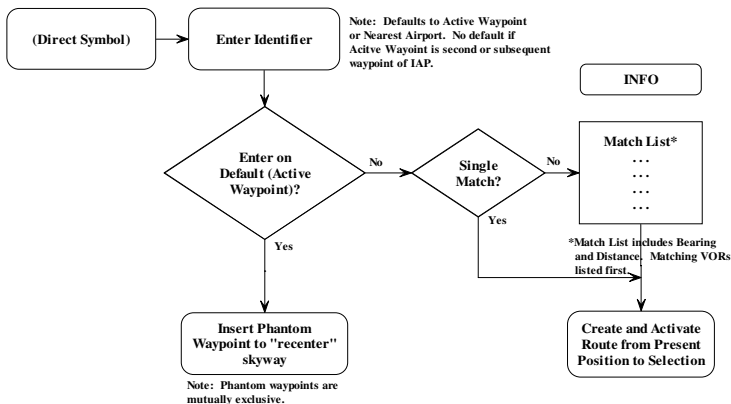 (Direct Symbol)
Enter Identifier
Note: Defaults to Active Waypoint
or Nearest Airport. No default if
Acitve Wayoint is second or subsequent
waypoint of IAP.
INFO
Enter on
Default (Active
Waypoint)?
No
Single
Match?
No
Match List*
...
...
...
...
Yes
Yes
*Match List includes Bearing
and Distance. Matching VORs
listed first.
Insert Phantom
Waypoint to "recenter"
skyway
Create and Activate
Route from Present
Position to Selection
Note: Phantom waypoints are
mutually exclusive.